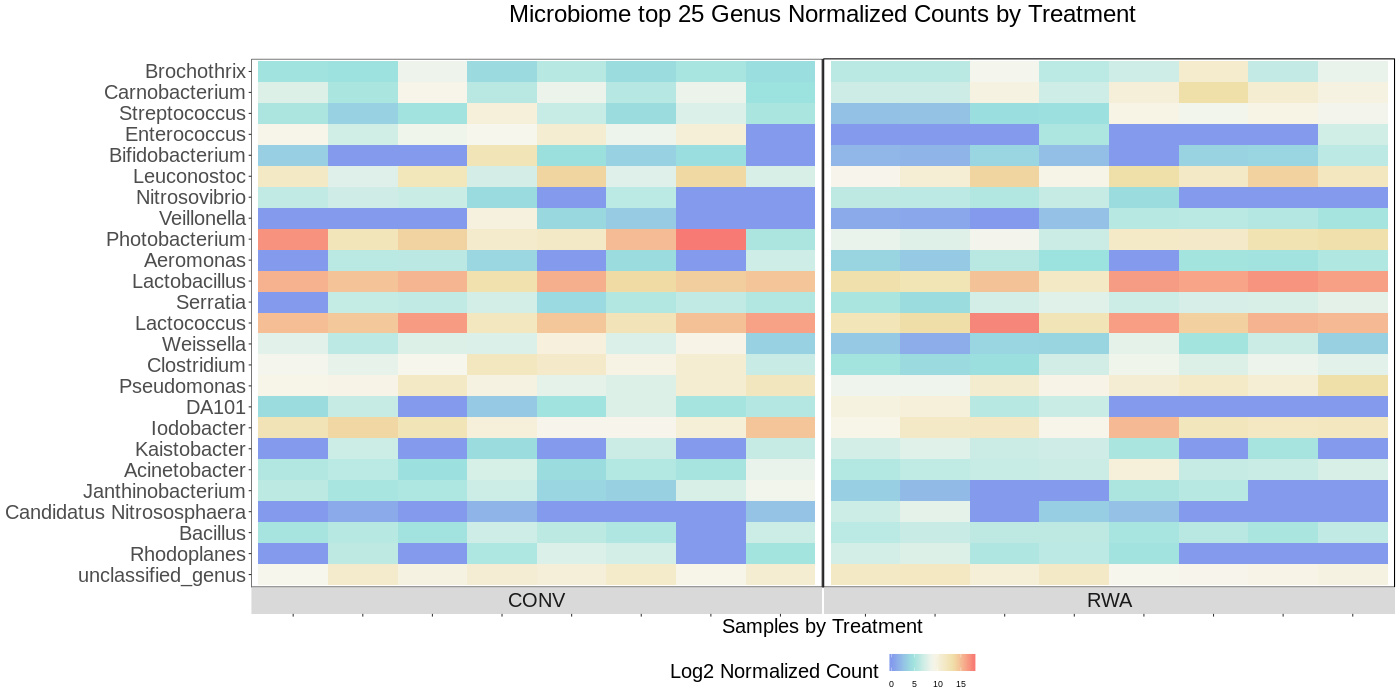 Microbiome top 25 Genus Normalized Counts by Treatment
Brochothrix
Carnobacterium
Streptococcus
Enterococcus
Bifidobacterium
Leuconostoc
Nitrosovibrio
Veillonella
Photobacterium
Aeromonas
Lactobacillus
Serratia
Lactococcus
Weissella
Clostridium
Pseudomonas
DA101
Iodobacter
Kaistobacter
Acinetobacter
Janthinobacterium
Candidatus Nitrososphaera
Bacillus
Rhodoplanes
unclassified_genus
CONV RWA
Samples by Treatment
Log2 Normalized Count
0 5 10 15